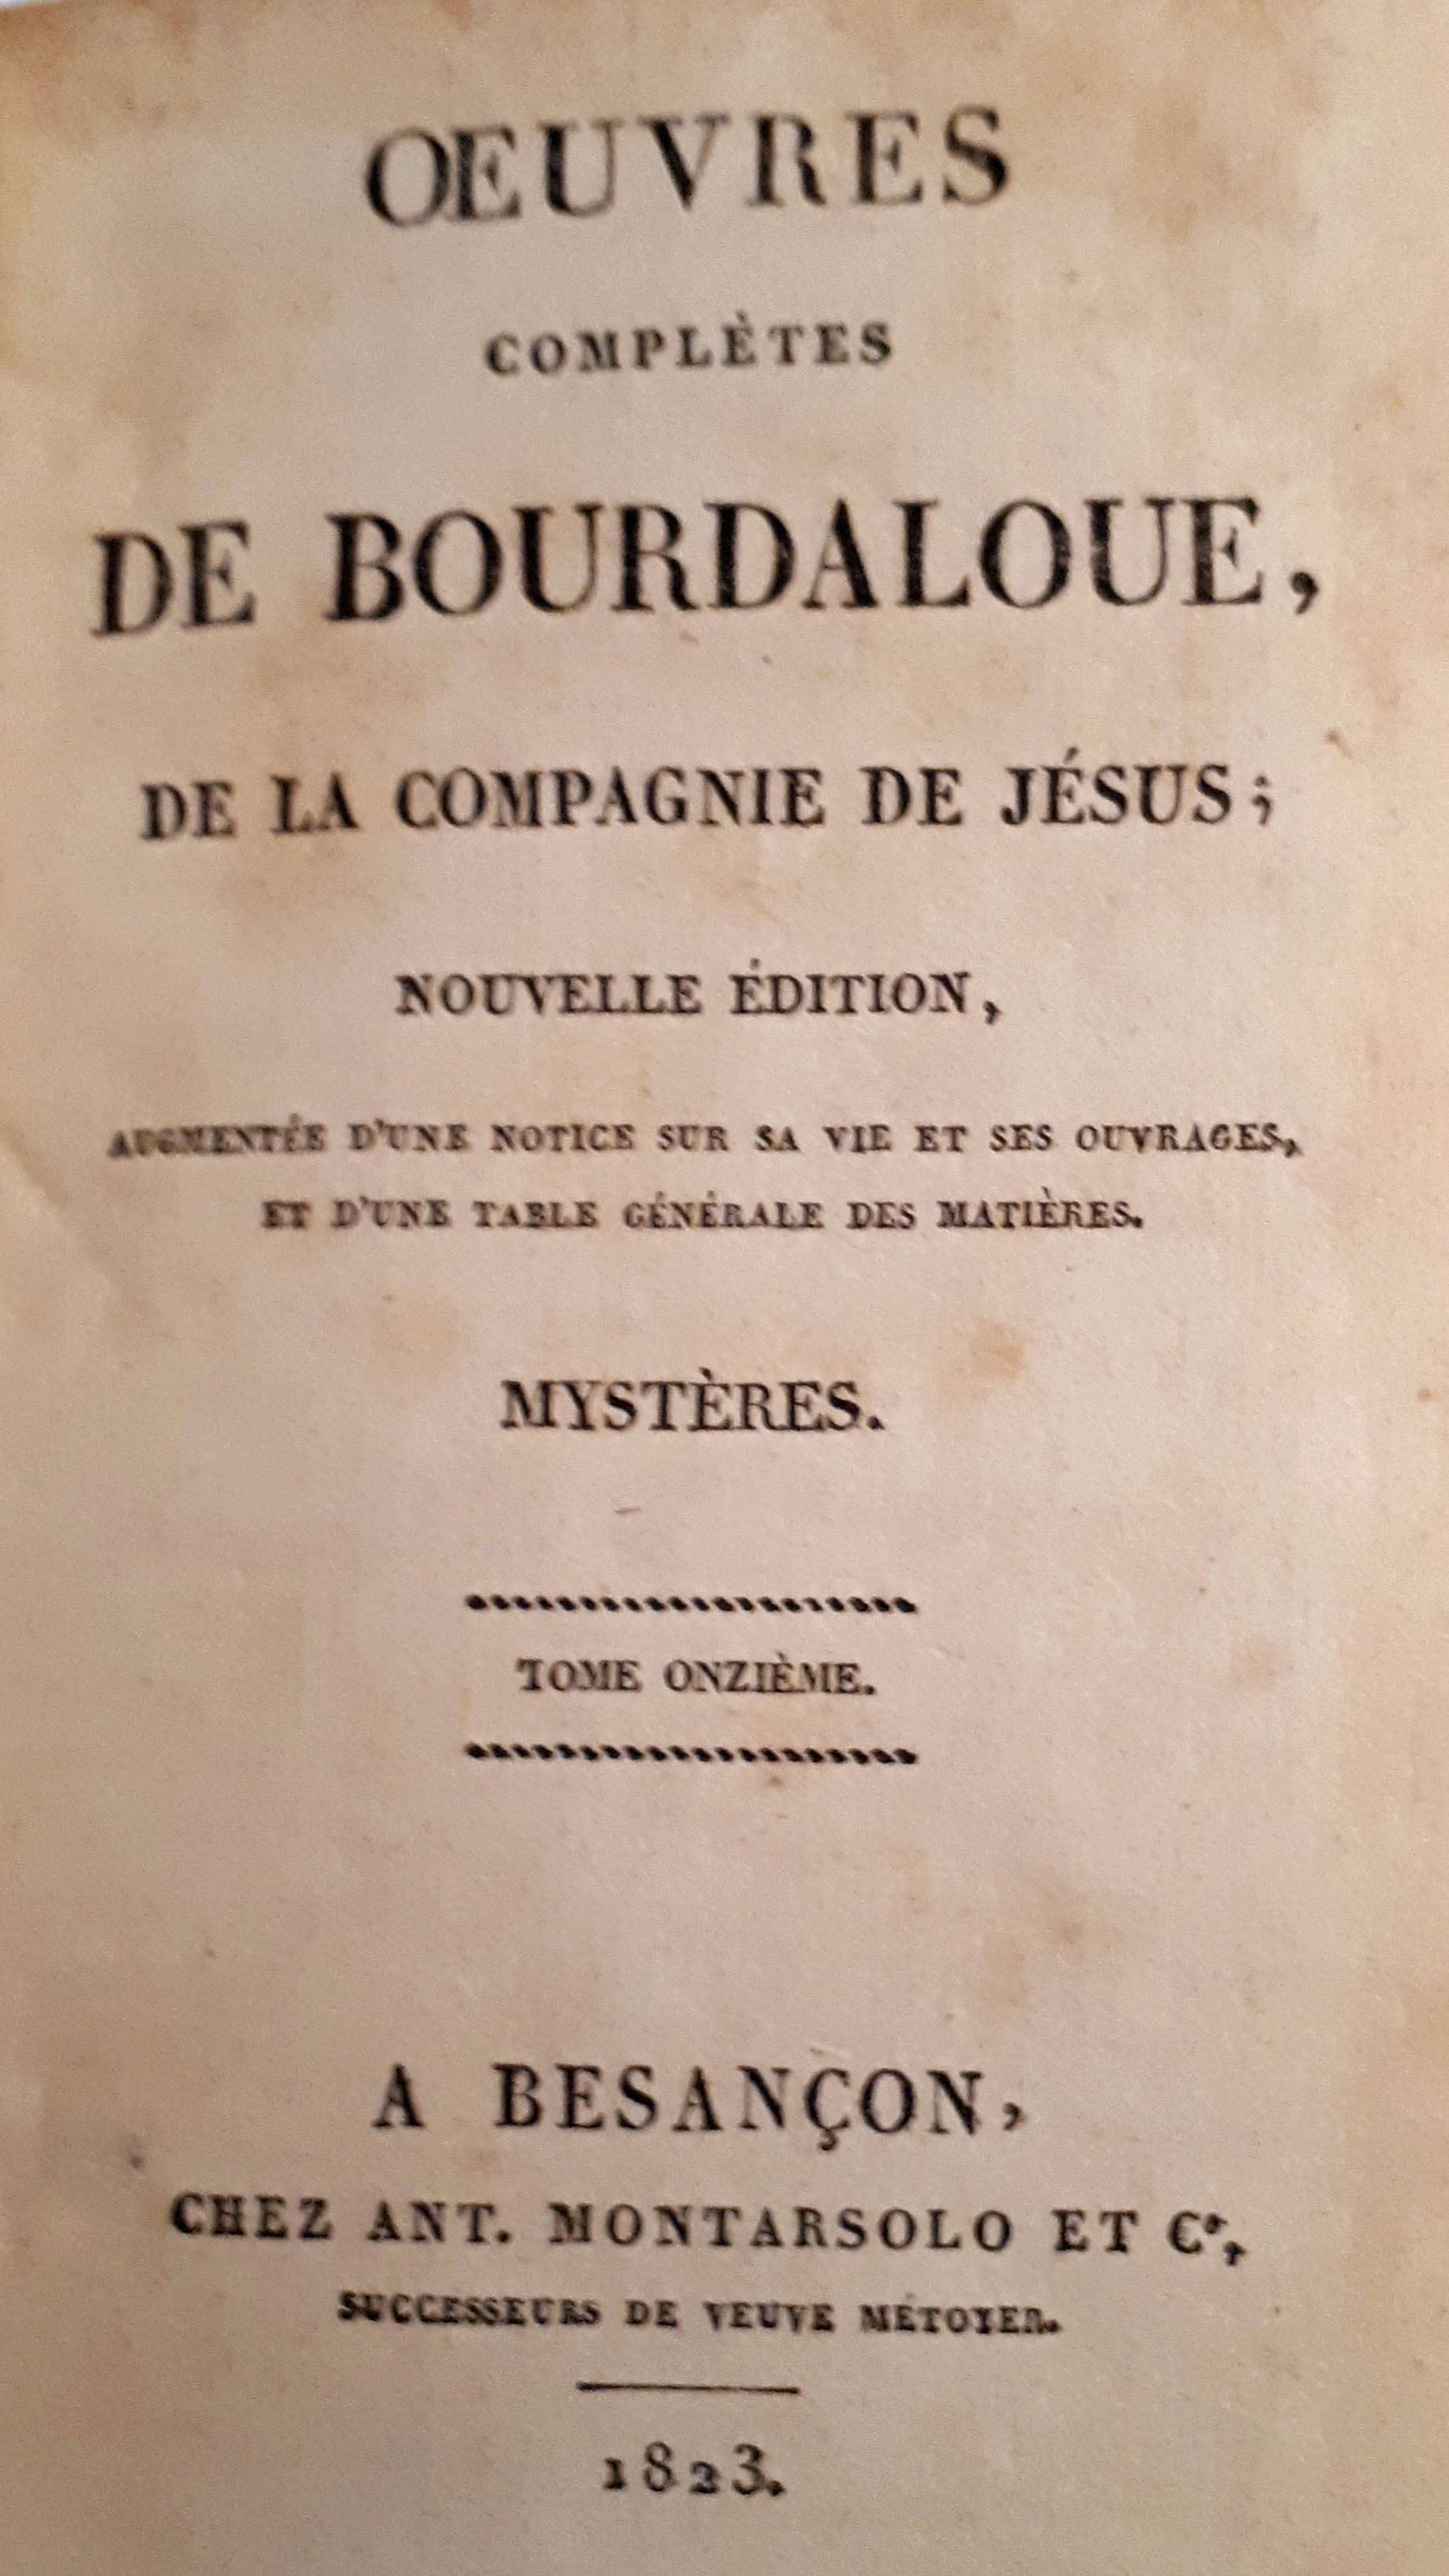 ŒUVRES
COMPLÈTES
DE BOURDALOUE,
DE LA COMPAGNIE DE JÉSUS;
NOUVELLE ÉDITION,
AUGMENTÉE D'UNE NOTICE SUR SA VIE ET SES OUVRAGES,
ET D'UNE TABLE GÉNÉRALE DES MATIÈRES.
MYSTÈRES.
TOME ONZIÈME.
A BESANÇON,
CHEZ ANT. MONTARSOLO ET Cᵉ,
SUCCESSEURS DE VEUVE MÉTOYER.
1823.